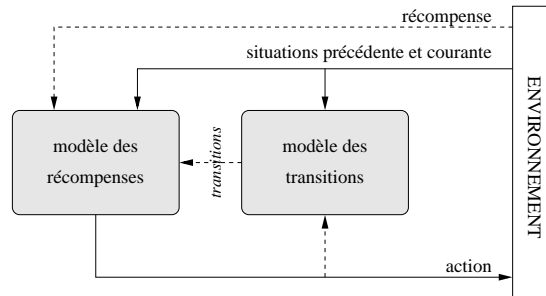 récompense
situations précédente et courante
modèle des
récompenses
transitions
modèle des
transitions
ENVIRONNEMENT
action